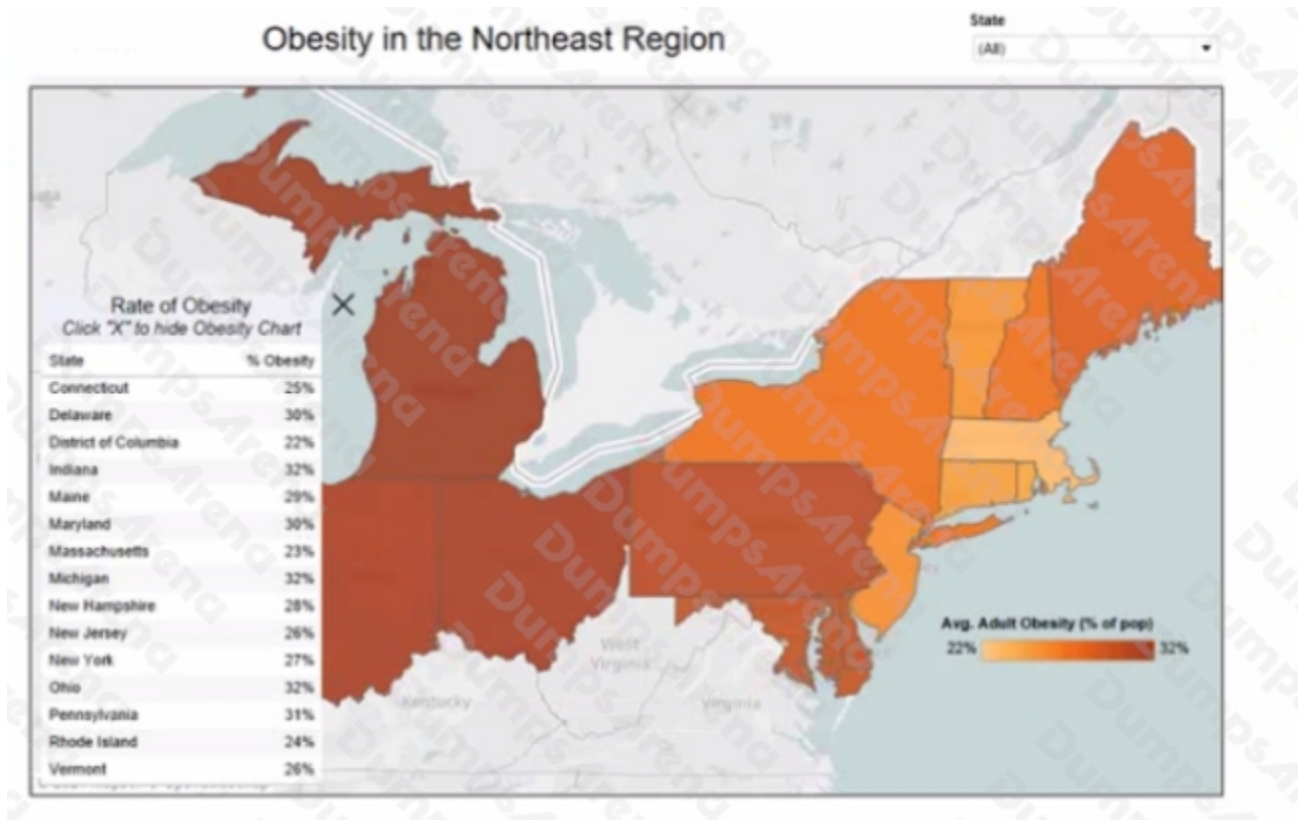 Obesity in the Northeast Region
State
(All)
Rate of Obesity
Click "X" to hide Obesity Chart
State % Obesity
Connecticut 25%
Delaware 30%
District of Columbia 22%
Indiana 32%
Maine 29%
Maryland 30%
Massachusetts 23%
Michigan 32%
New Hampshire 28%
New Jersey 26%
New York 27%
Ohio 32%
Pennsylvania 31%
Rhode Island 24%
Vermont 26%
West
Virginia
Kentucky
Virginia
Avg. Adult Obesity (% of pop)
22% 32%
DumpsArena